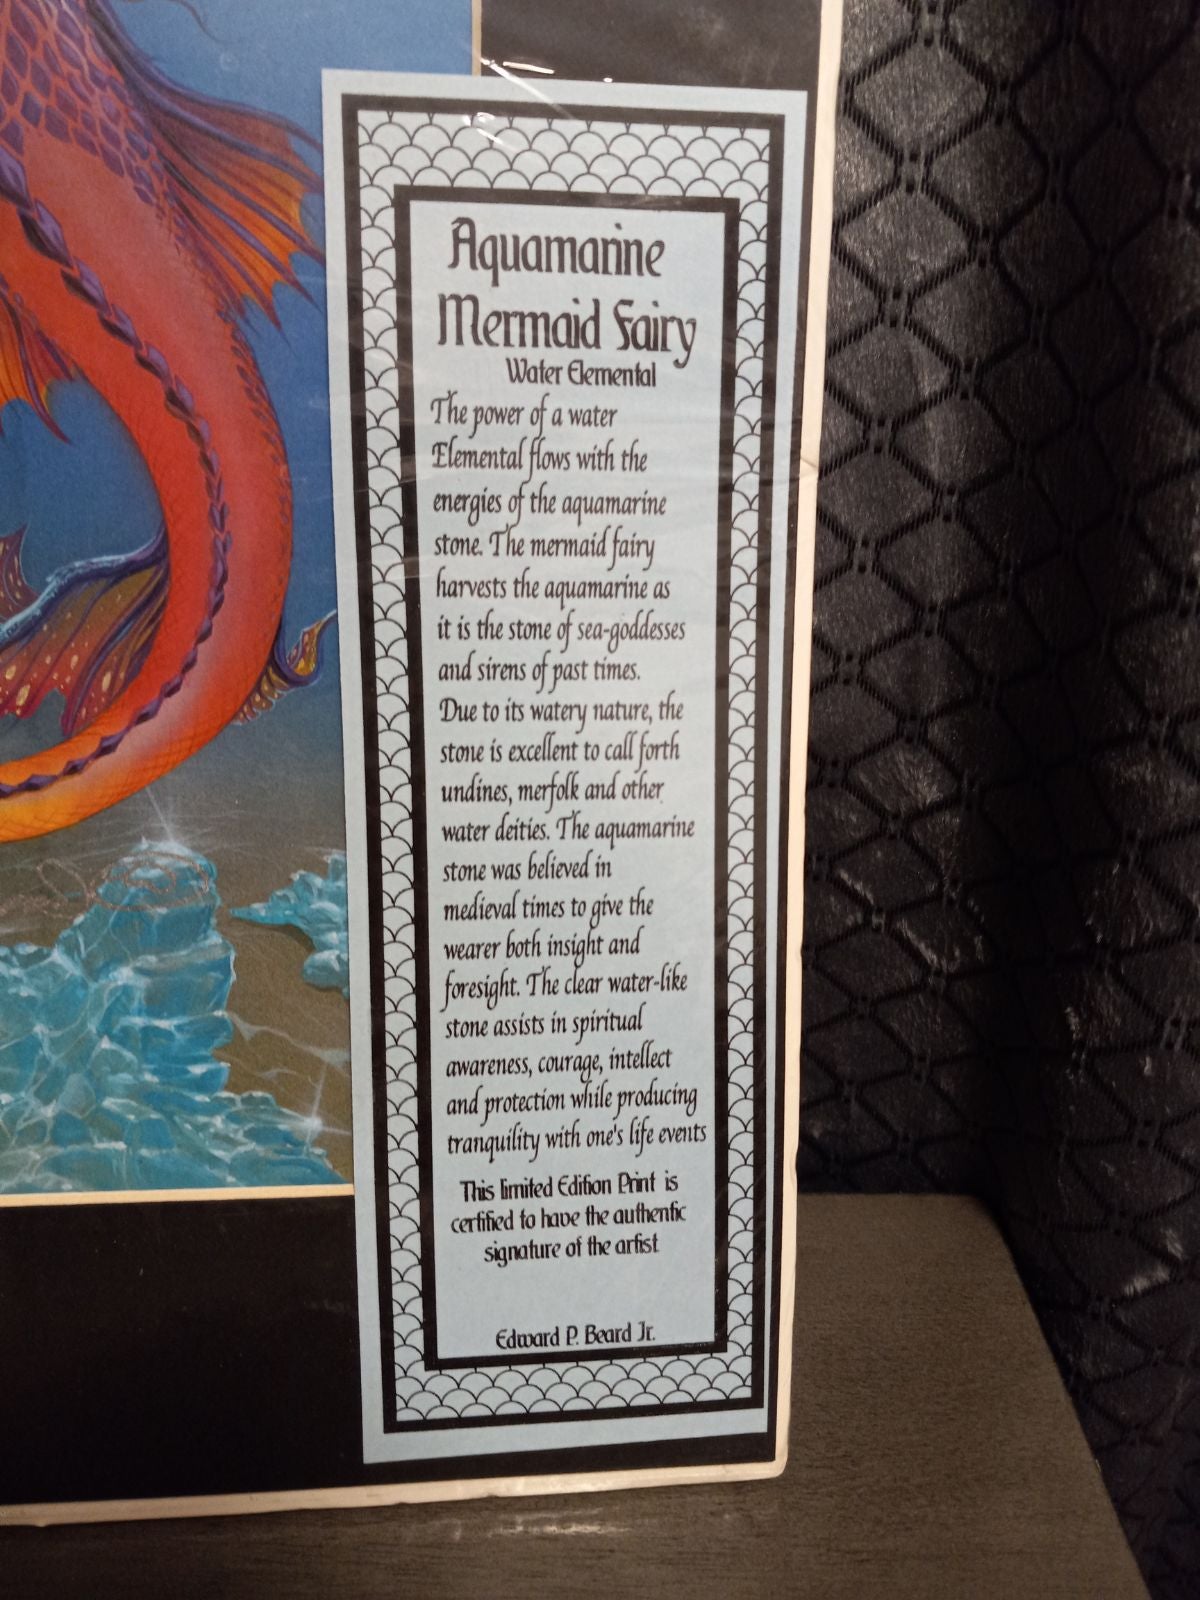 Aquamarine
Mermaid Fairy
Water Elemental
The power of a water
Elemental flows with the
energies of the aquamarine
stone. The mermaid fairy
harvests the aquamarine as
it is the stone of sea-goddesses
and sirens of past times.
Due to its watery nature, the
stone is excellent to call forth
undines, merfolk and other
water deities. The aquamarine
stone was believed in
medieval times to give the
wearer both insight and
foresight. The clear water-like
stone assists in spiritual
awareness, courage, intellect
and protection while producing
tranquility with one's life events
This limited Edition Print is
certified to have the authentic
signature of the artist
Edward P. Beard Jr.